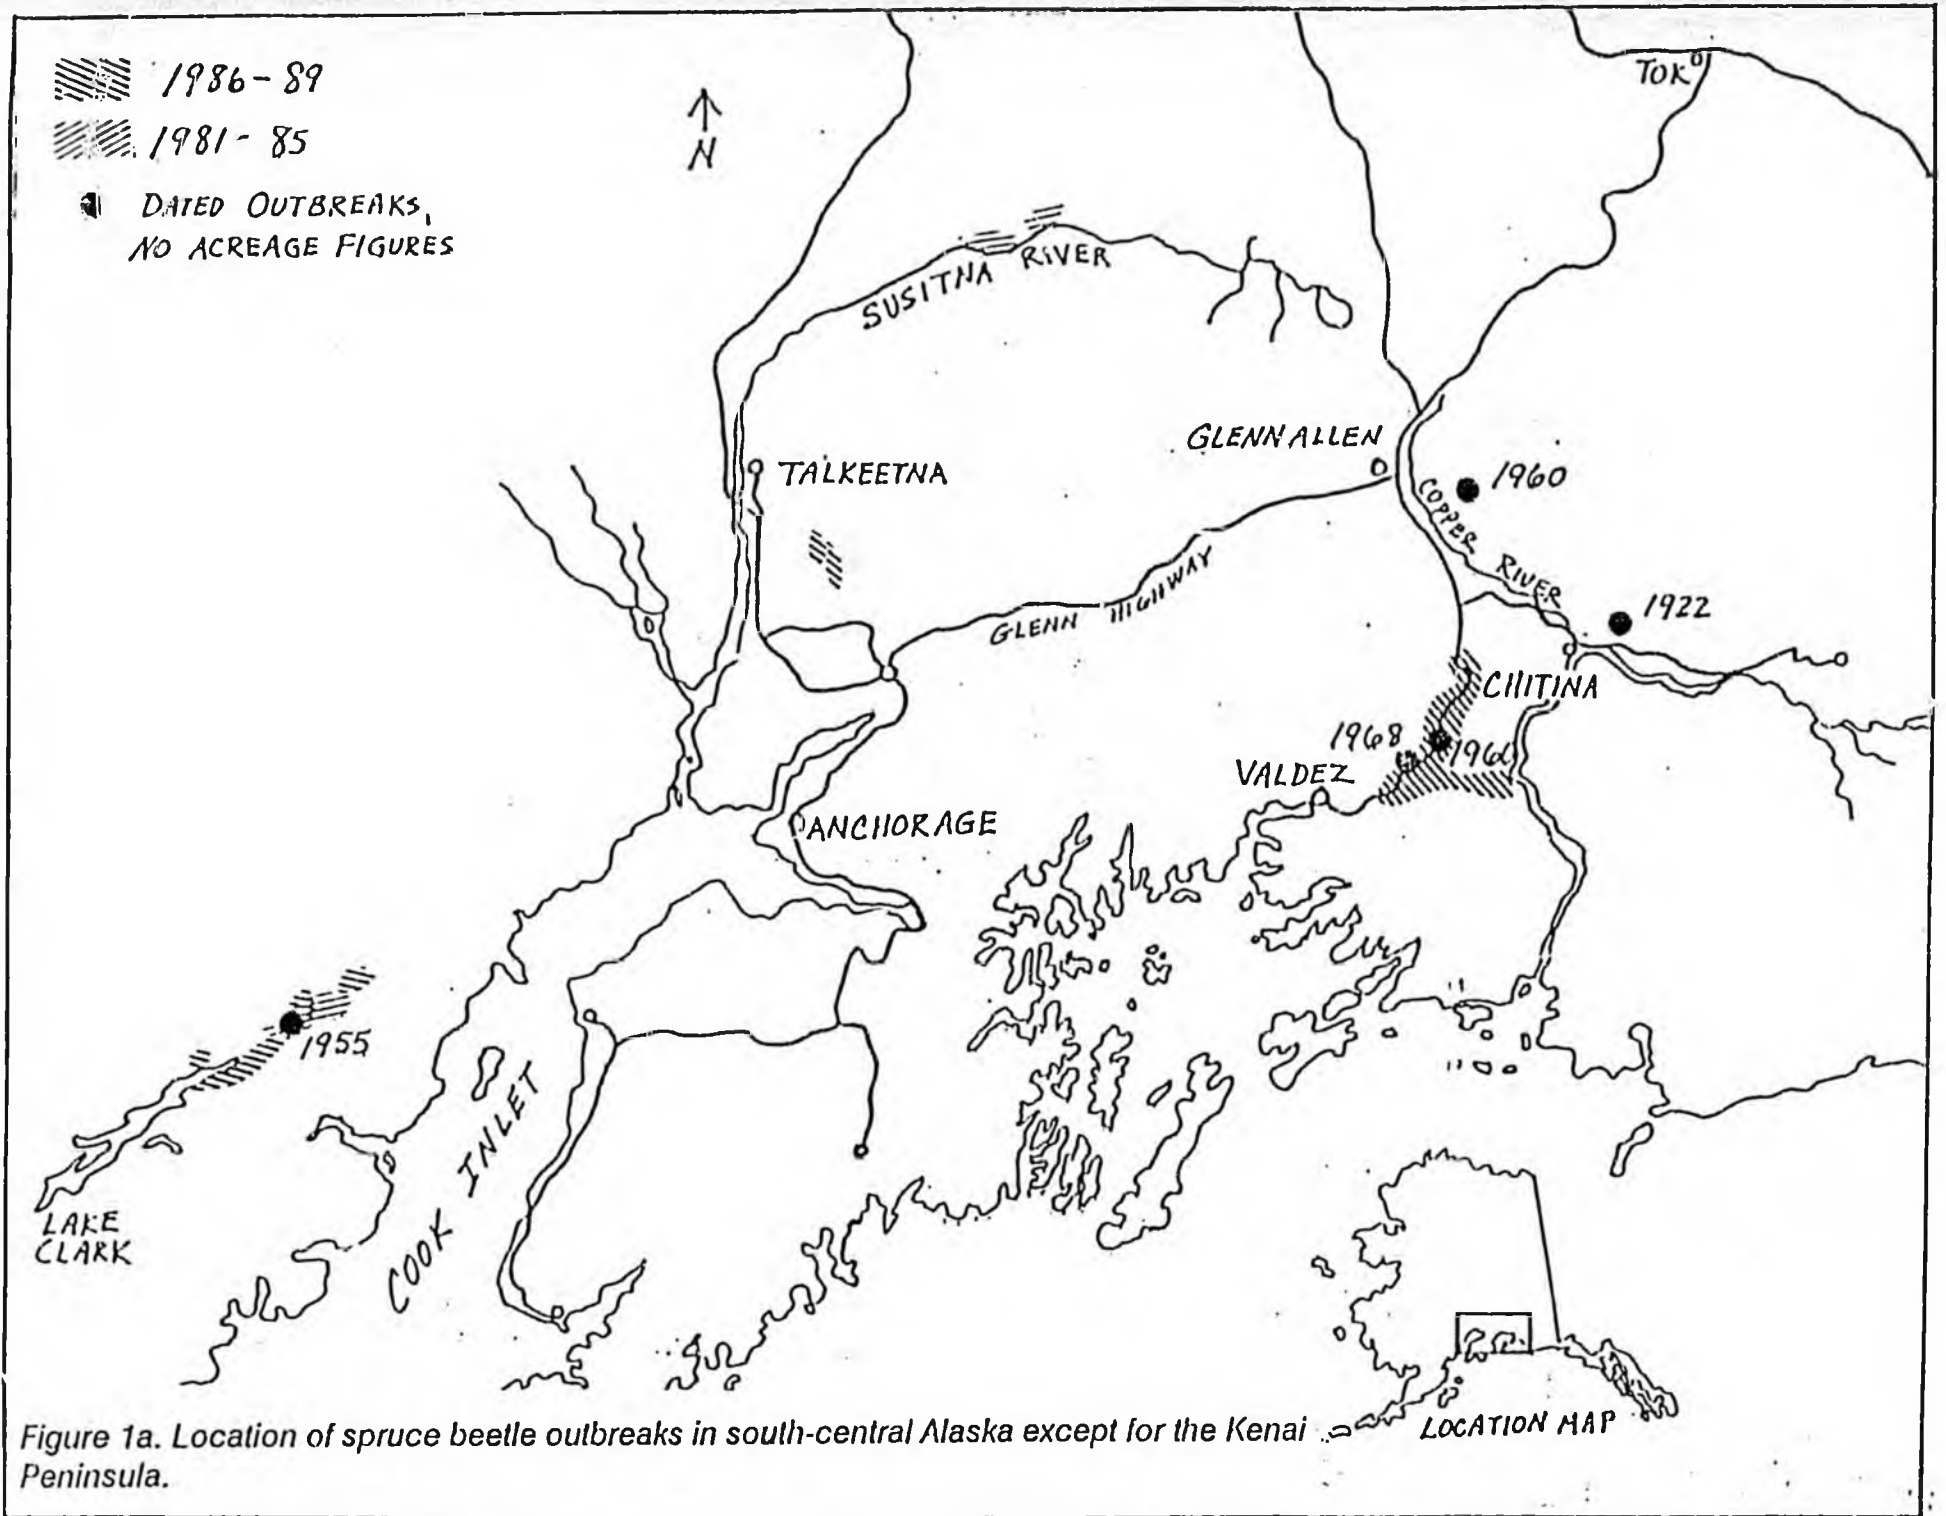 1986-89
1981-85
DATED OUTBREAKS,
NO ACREAGE FIGURES
N
TOK
SUSITNA RIVER
GLENNALLEN
TALKEETNA
1960
COPPER RIVER
GLENN HIGHWAY
1922
CHITINA
1968
VALDEZ
ANCHORAGE
1955
COOK INLET
LAKE
CLARK
LOCATION MAP
Figure 1a. Location of spruce beetle outbreaks in south-central Alaska except for the Kenai
Peninsula.